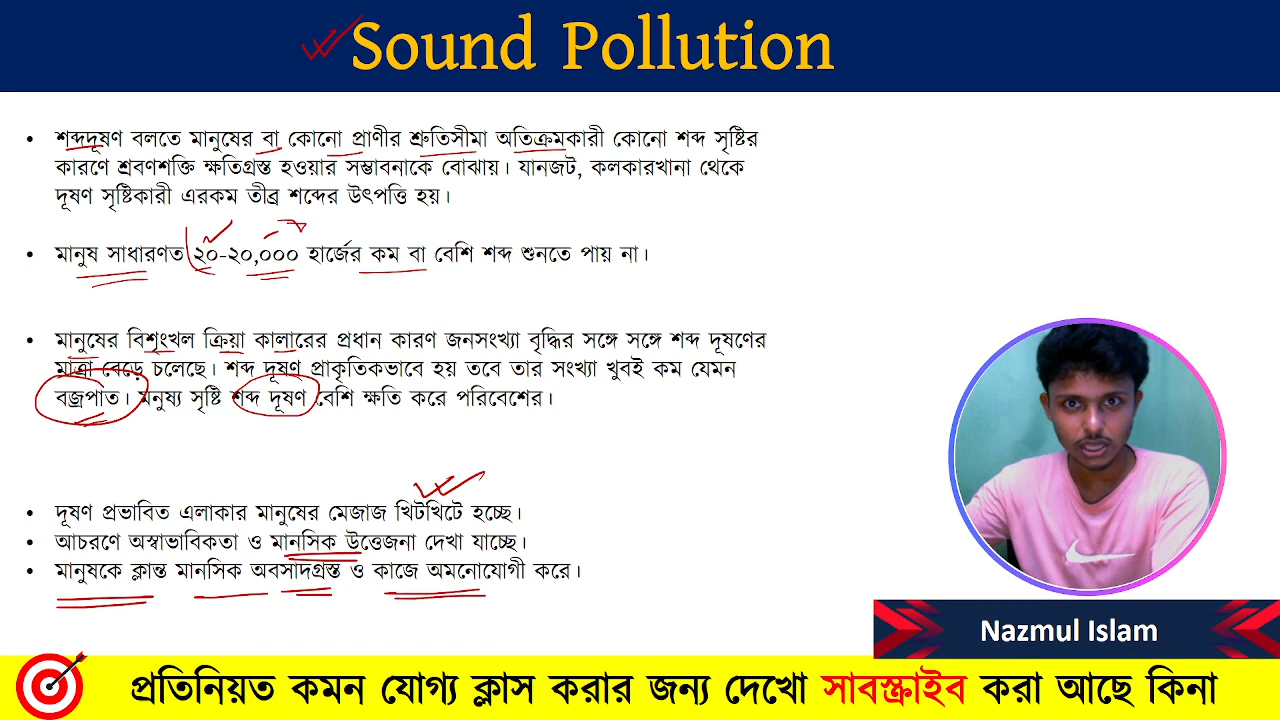 Sound Pollution
• শব্দদূষণ বলতে মানুষের বা কোনো প্রাণীর শ্রুতিসীমা অতিক্রমকারী কোনো শব্দ সৃষ্টির
কারণে শ্রবণশক্তি ক্ষতিগ্রস্ত হওয়ার সম্ভাবনাকে বোঝায়। যানজট, কলকারখানা থেকে
দূষণ সৃষ্টিকারী এরকম তীব্র শব্দের উৎপত্তি হয়।
• মানুষ সাধারণত ২০-২০,০০০ হার্জের কম বা বেশি শব্দ শুনতে পায় না।
• মানুষের বিশৃংখল ক্রিয়া কালারের প্রধান কারণ জনসংখ্যা বৃদ্ধির সঙ্গে সঙ্গে শব্দ দূষণের
মাত্রা বেড়ে চলেছে। শব্দ দূষণ প্রাকৃতিকভাবে হয় তবে তার সংখ্যা খুবই কম যেমন
বজ্রপাত। মনুষ্য সৃষ্টি শব্দ দূষণ বেশি ক্ষতি করে পরিবেশের।
• দূষণ প্রভাবিত এলাকার মানুষের মেজাজ খিটখিটে হচ্ছে।
• আচরণে অস্বাভাবিকতা ও মানসিক উত্তেজনা দেখা যাচ্ছে।
• মানুষকে ক্লান্ত মানসিক অবসাদগ্রস্ত ও কাজে অমনোযোগী করে।
Nazmul Islam
প্রতিনিয়ত কমন যোগ্য ক্লাস করার জন্য দেখো সাবস্ক্রাইব করা আছে কিনা